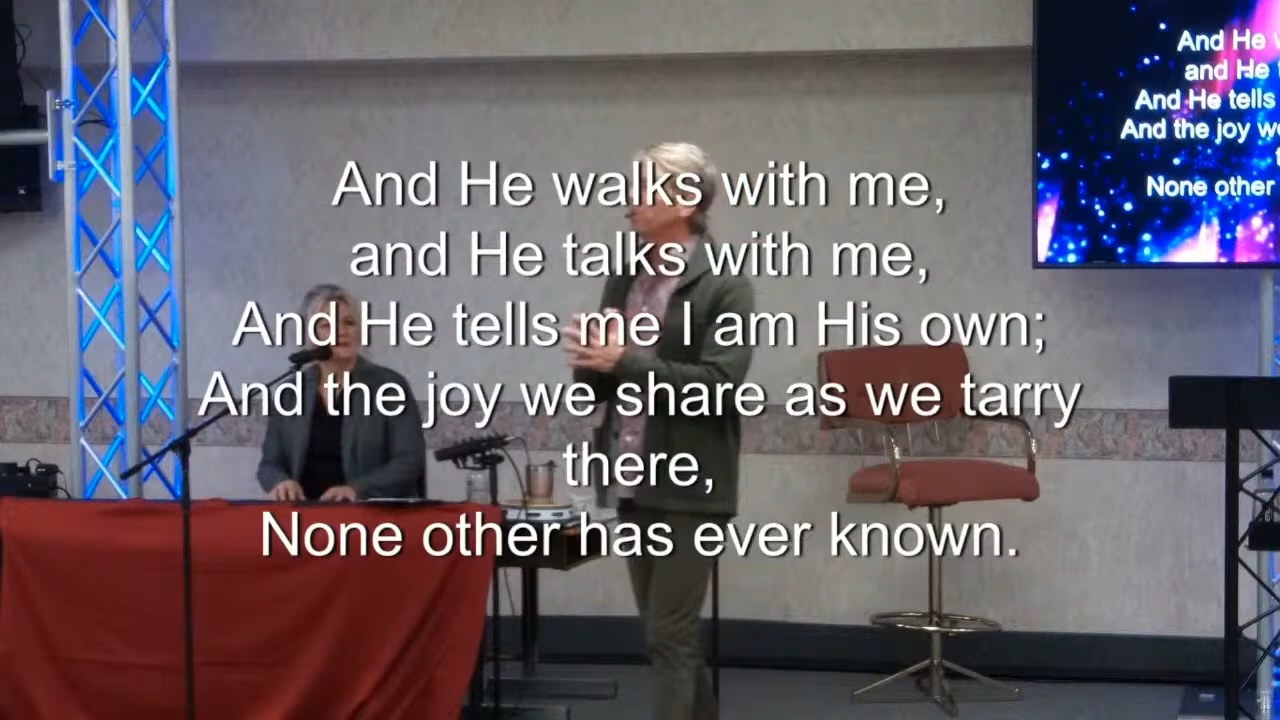 And He walks with me,
and He talks with me,
And He tells me I am His own;
And the joy we share as we tarry
there,
None other has ever known.
And He
and He
And He tells
And the joy
None other